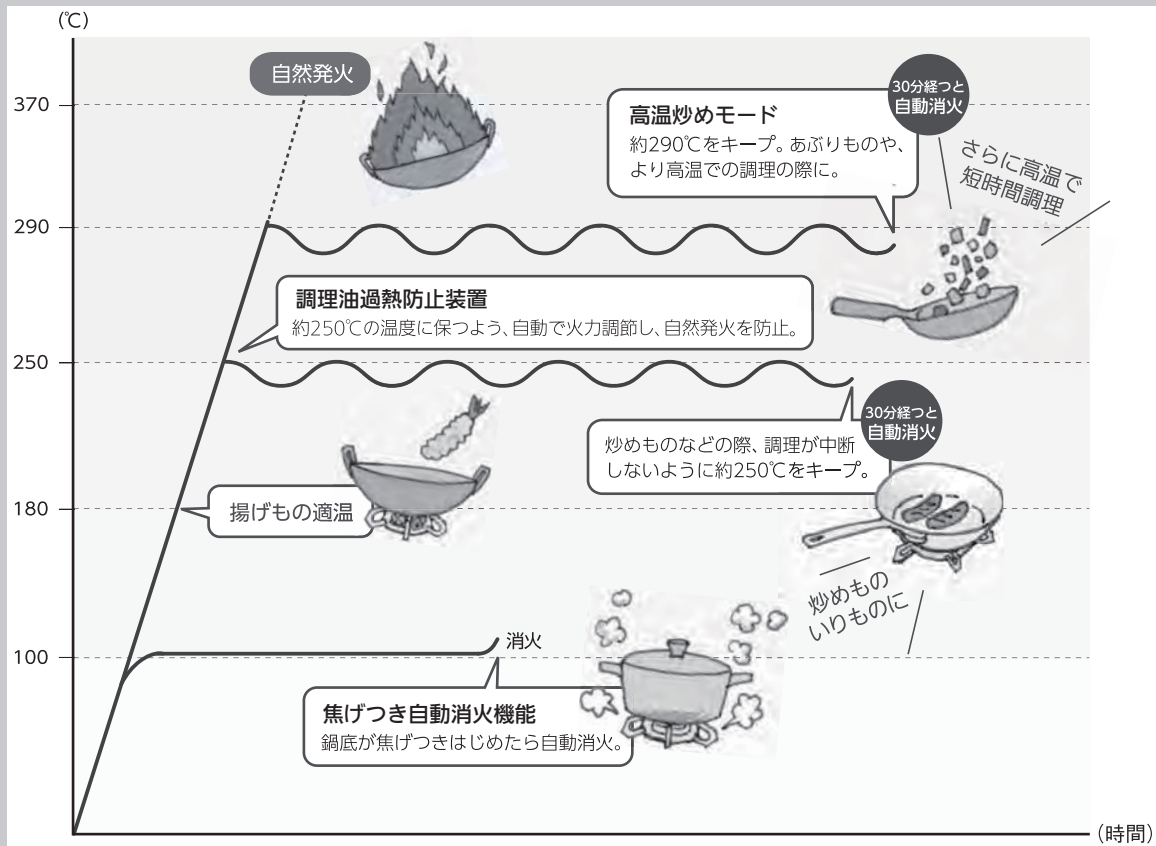 (℃)
自然発火
370
高温炒めモード
約290℃をキープ。あぶりものや、
より高温での調理の際に。
30分経つと
自動消火
さらに高温で
短時間調理
290
調理油過熱防止装置
約250℃の温度に保つよう、自動で火力調節し、自然発火を防止。
250
炒めものなどの際、調理が中断
しないように約250℃をキープ。
30分経つと
自動消火
180
揚げもの適温
炒めもの
いりものに
100
消火
焦げつき自動消火機能
鍋底が焦げつきはじめたら自動消火。
(時間)